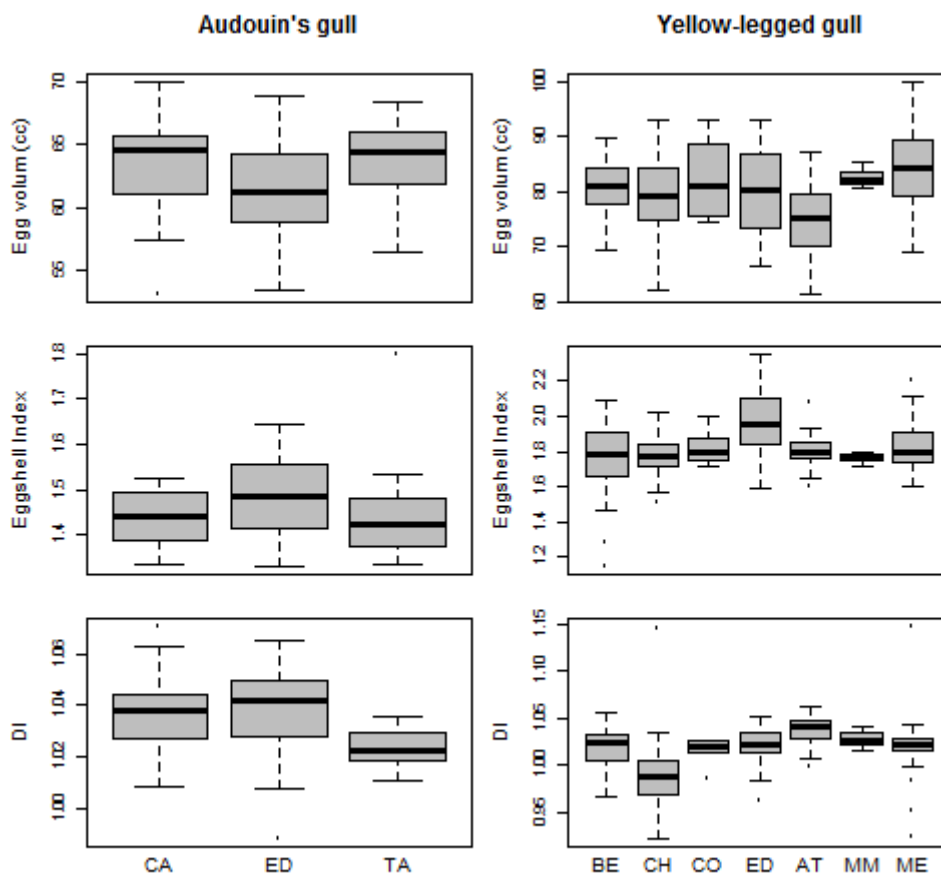 Audouin's gull
Yellow-legged gull
Egg volum (cc)
70
65
60
55
Egg volum (cc)
100
90
80
70
60
Eggshell Index
1.8
1.7
1.6
1.5
1.4
Eggshell Index
2.2
2.0
1.8
1.6
1.4
1.2
DI
1.06
1.04
1.02
1.00
DI
1.15
1.10
1.05
1.00
0.95
CA ED TA
BE CH CO ED AT MM ME